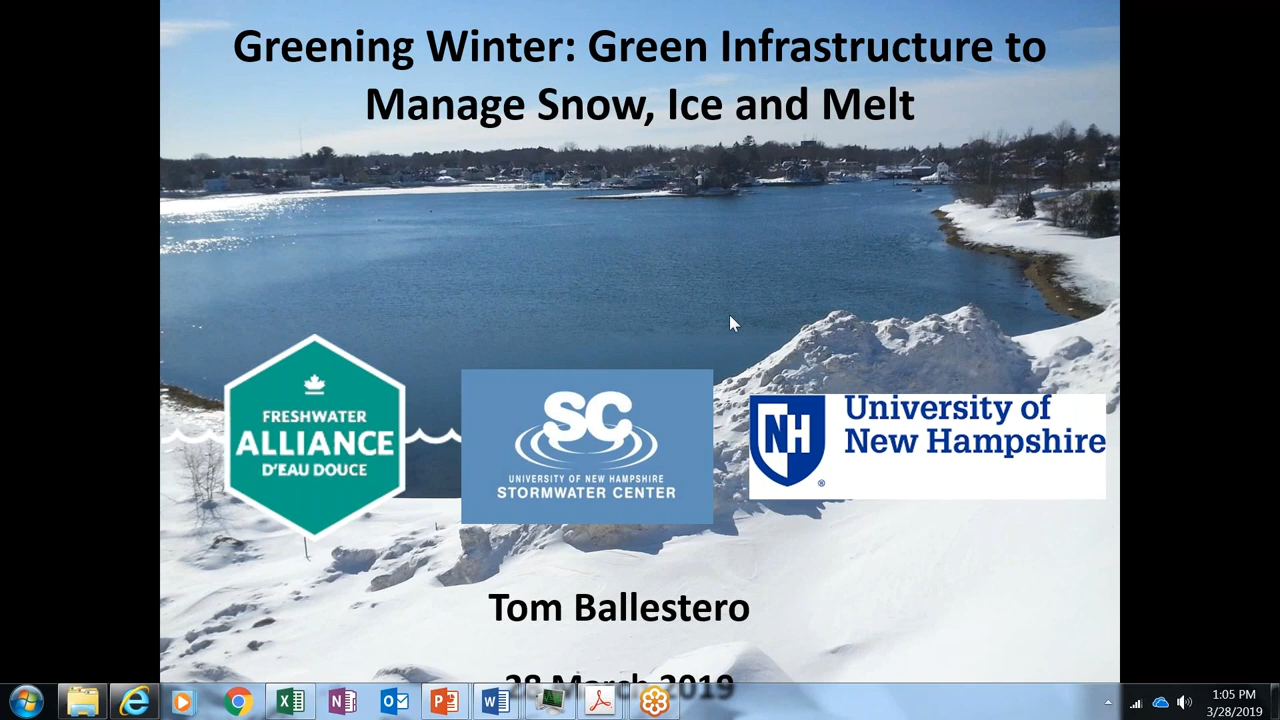 Greening Winter: Green Infrastructure to
Manage Snow, Ice and Melt
FRESHWATER
ALLIANCE
D'EAU DOUCE
SC
UNIVERSITY OF NEW HAMPSHIRE
STORMWATER CENTER
NH
University of
New Hampshire
®
Tom Ballestero
28 March 2019
1:05 PM
3/28/2019